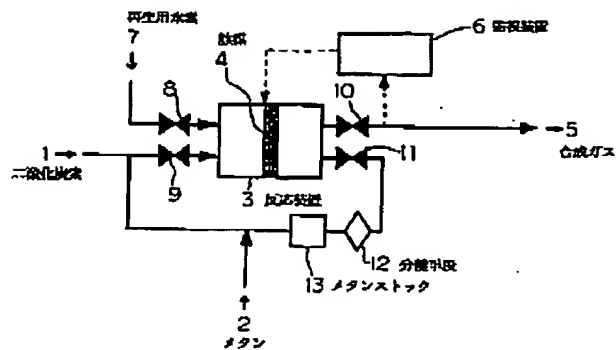 再生用水素
7
触媒
4
6 監視装置
8
10
1
二酸化炭素
5
合成ガス
9
11
3 反応装置
12 分離手段
13 メタンストック
2
メタン